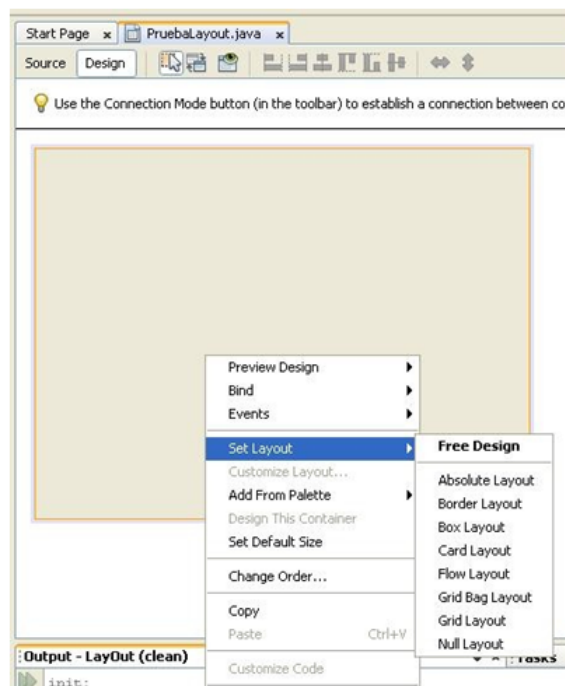 Start Page x PruebaLayout.java x
Source Design
Use the Connection Mode button (in the toolbar) to establish a connection between co
Preview Design
Bind
Events
Set Layout
Customize Layout...
Add From Palette
Design This Container
Set Default Size
Change Order...
Copy
Paste Ctrl+V
Customize Code
Free Design
Absolute Layout
Border Layout
Box Layout
Card Layout
Flow Layout
Grid Bag Layout
Grid Layout
Null Layout
Output - LayOut (clean)
Tasks
init: